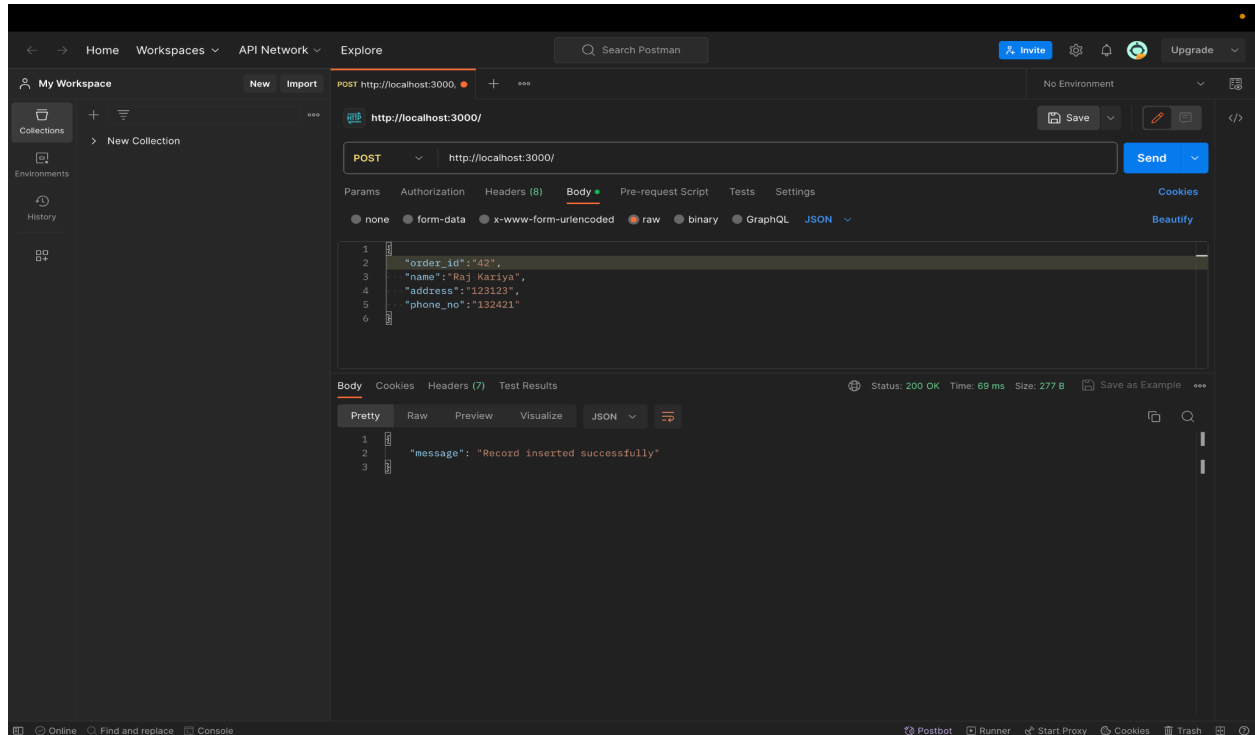 Home Workspaces API Network Explore Search Postman Invite Upgrade
My Workspace New Import POST http://localhost:3000, No Environment
Collections
Environments
History
New Collection
HTTP http://localhost:3000/ Save
POST http://localhost:3000/ Send
Params Authorization Headers (8) Body Pre-request Script Tests Settings Cookies
none form-data x-www-form-urlencoded raw binary GraphQL JSON Beautify
1 {
2 "order_id":"42",
3 "name":"Raj Kariya",
4 "address":"123123",
5 "phone_no":"132421"
6 }
Body Cookies Headers (7) Test Results Status: 200 OK Time: 69 ms Size: 277 B Save as Example
Pretty Raw Preview Visualize JSON
1 {
2 "message": "Record inserted successfully"
3 }
Online Find and replace Console Postbot Runner Start Proxy Cookies Trash